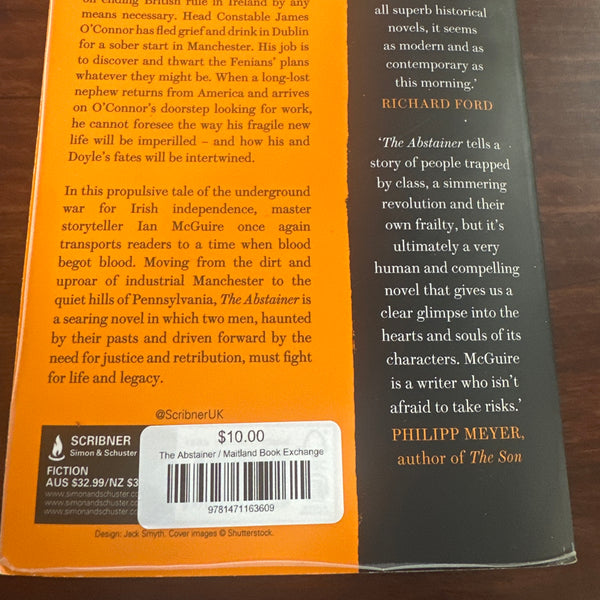 on ending British rule in Ireland by any
means necessary. Head Constable James
O'Connor has fled grief and drink in Dublin
for a sober start in Manchester. His job is
to discover and thwart the Fenians' plans
whatever they might be. When a long-lost
nephew returns from America and arrives
on O'Connor's doorstep looking for work,
he cannot foresee the way his fragile new
life will be imperilled – and how his and
Doyle's fates will be intertwined.
In this propulsive tale of the underground
war for Irish independence, master
storyteller Ian McGuire once again
transports readers to a time when blood
begot blood. Moving from the dirt and
uproar of industrial Manchester to the
quiet hills of Pennsylvania, The Abstainer is
a searing novel in which two men, haunted
by their pasts and driven forward by the
need for justice and retribution, must fight
for life and legacy.
@ScribnerUK
SCRIBNER
Simon & Schuster
FICTION
AUS $32.99/NZ $3
www.simonandschuster.co
www.simonandschuster.
www.simonandschuster.co
$10.00
The Abstainer / Maitland Book Exchange
9781471163609
Design: Jack Smyth. Cover images © Shutterstock.
all superb historical
novels, it seems
as modern and as
contemporary as
this morning.'
RICHARD FORD
'The Abstainer tells a
story of people trapped
by class, a simmering
revolution and their
own frailty, but it's
ultimately a very
human and compelling
novel that gives us a
clear glimpse into the
hearts and souls of its
characters. McGuire
is a writer who isn't
afraid to take risks.'
PHILIPP MEYER,
author of The Son